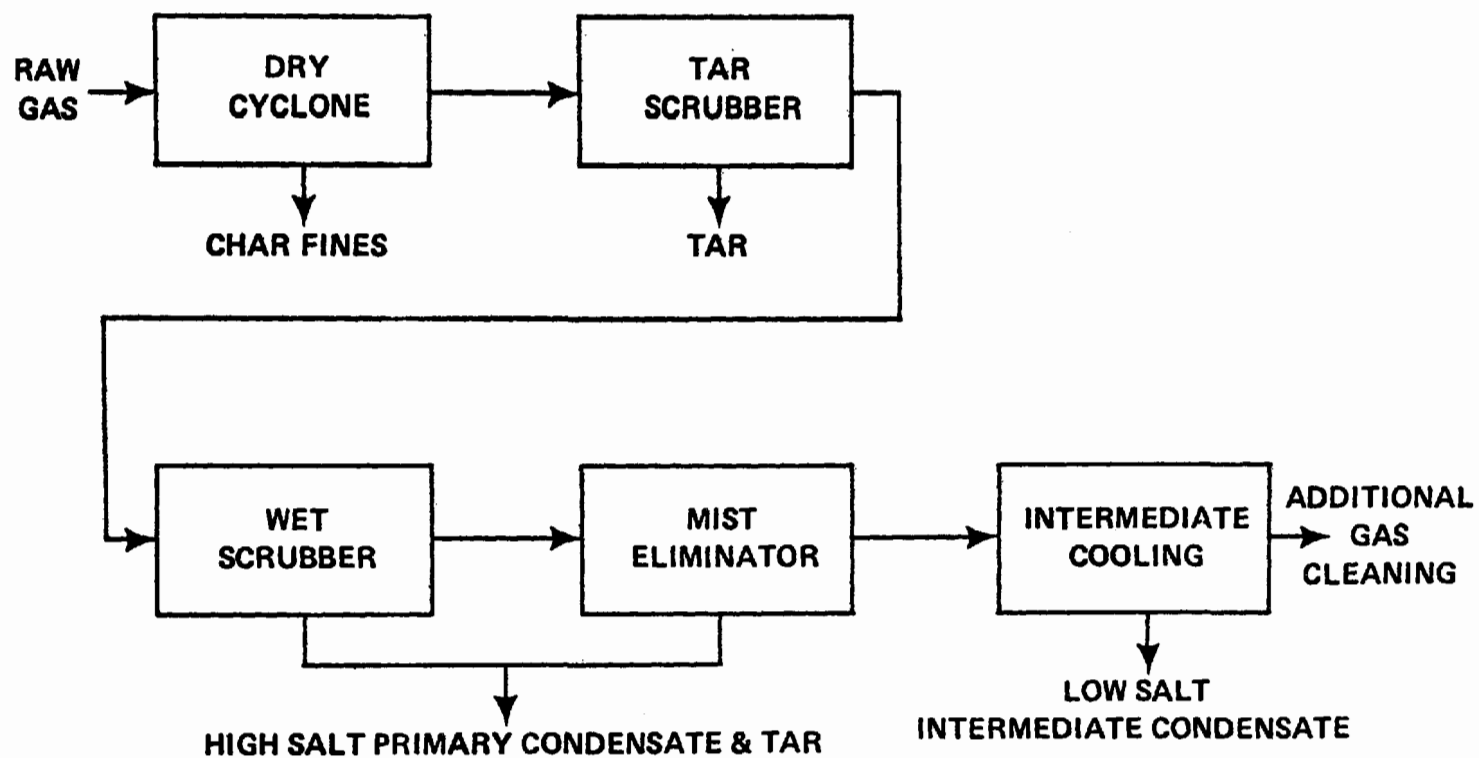 RAW
GAS
DRY
CYCLONE
TAR
SCRUBBER
CHAR FINES
TAR
WET
SCRUBBER
MIST
ELIMINATOR
INTERMEDIATE
COOLING
ADDITIONAL
GAS
CLEANING
HIGH SALT PRIMARY CONDENSATE & TAR
LOW SALT
INTERMEDIATE CONDENSATE